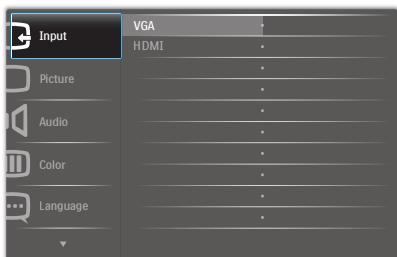 Input
VGA
HDMI
Picture
Audio
Color
Language